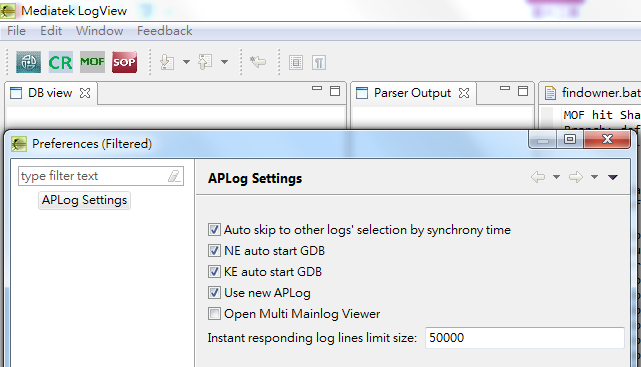 Mediatek LogView
File Edit Window Feedback
CR MOF SOP
DB view Parser Output findowner.bat
MOF hit Sha
Preferences (Filtered)
type filter text
APLog Settings
APLog Settings
Auto skip to other logs' selection by synchrony time
NE auto start GDB
KE auto start GDB
Use new APLog
Open Multi Mainlog Viewer
Instant responding log lines limit size: 50000